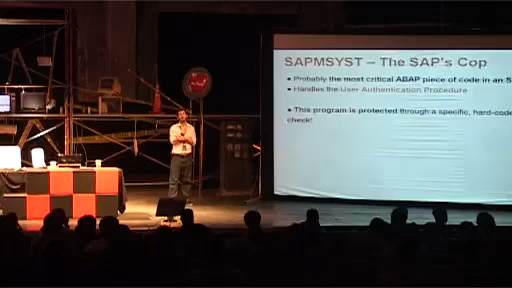 SAPMSYST – The SAP's Cop
● Probably the most critical ABAP piece of code in an S
● Handles the User Authentication Procedure.
● This program is protected through a specific, hard-code
check!